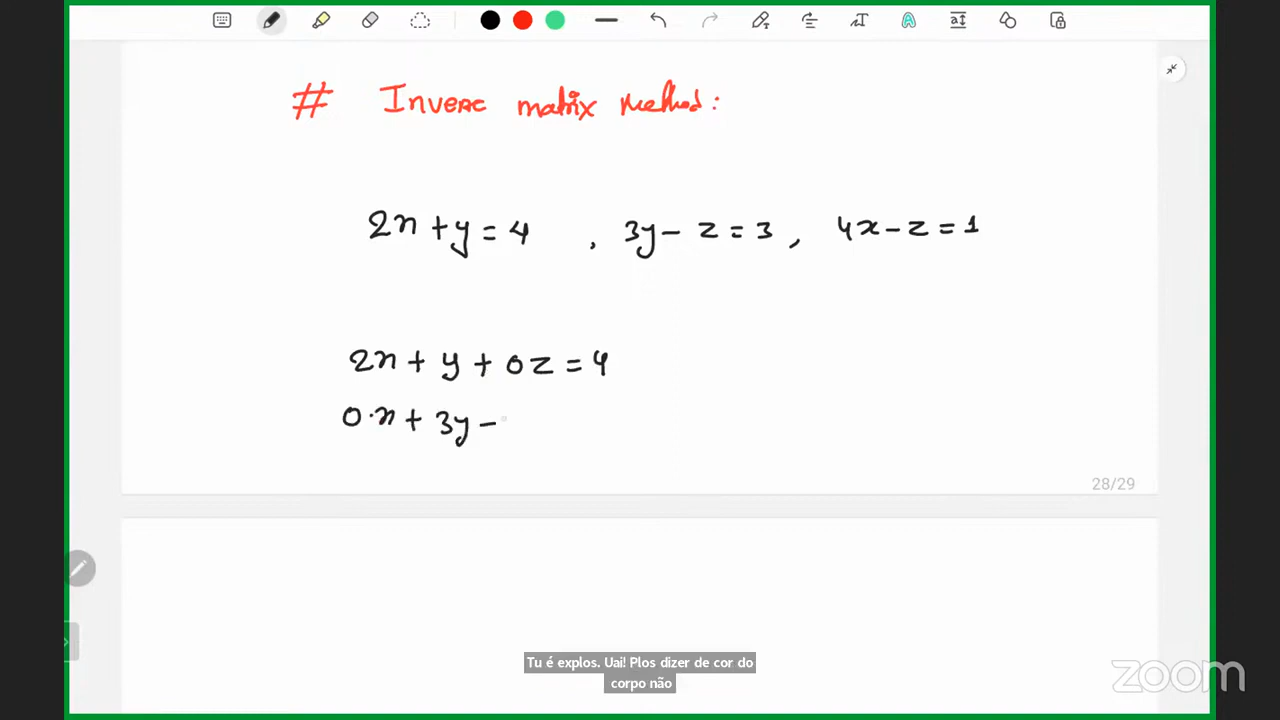 # Inverse matrix Method:
2x + y = 4 , 3y - z = 3 , 4x - z = 1
2x + y + 0z = 4
0·x + 3y -
28/29
Tu é explos. Uai! Plos dizer de cor do
corpo não
zoom